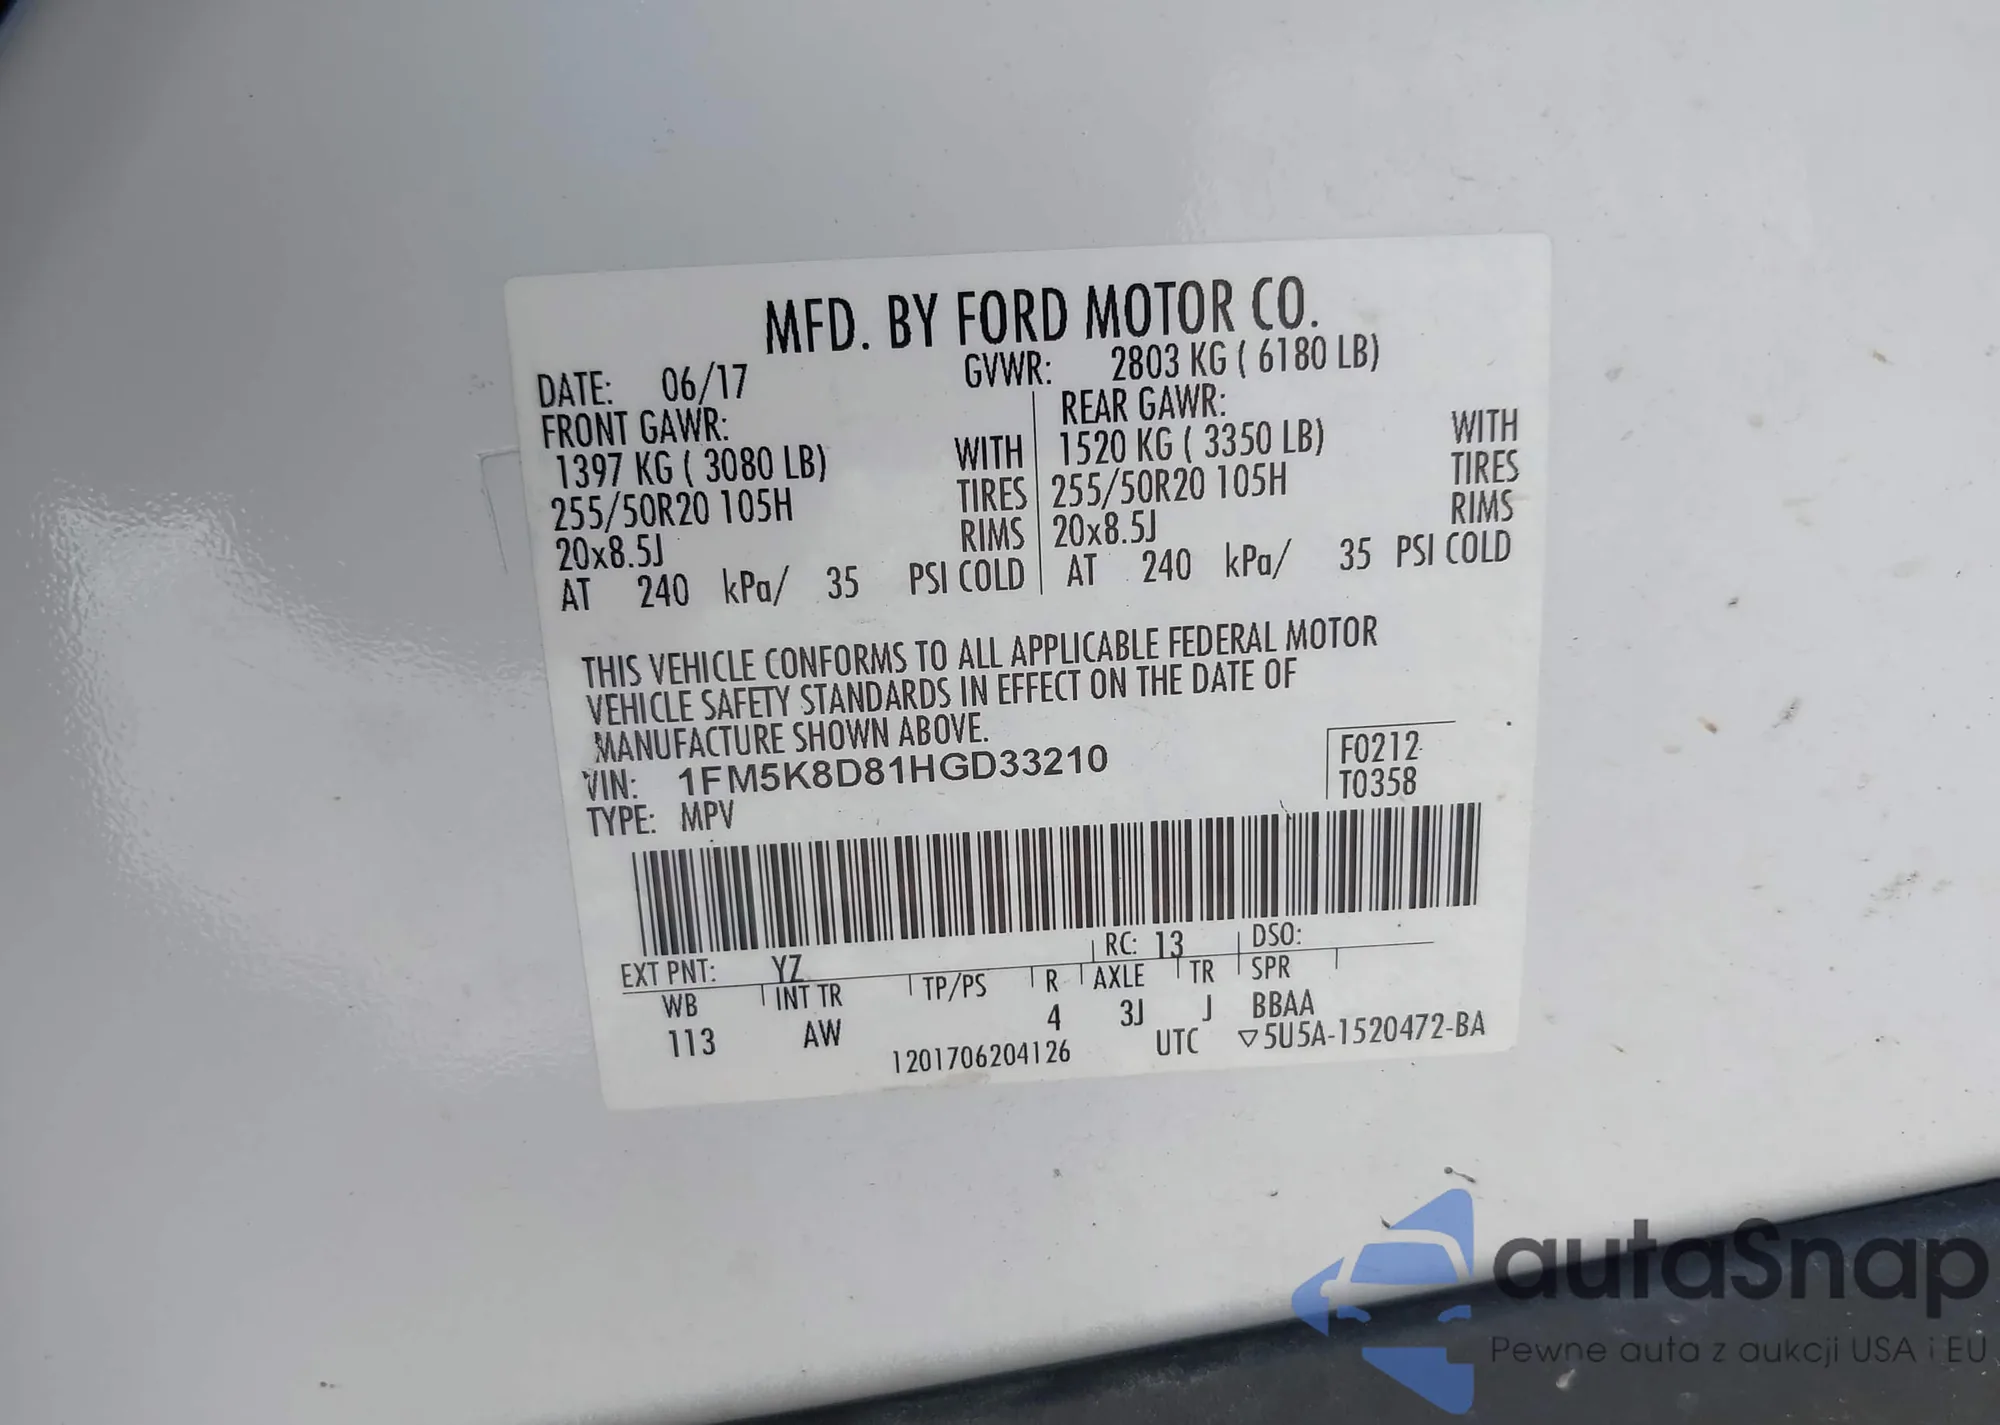 MFD. BY FORD MOTOR CO.
DATE: 06/17 GVWR: 2803 KG ( 6180 LB)
FRONT GAWR: REAR GAWR:
1397 KG ( 3080 LB) WITH 1520 KG ( 3350 LB) WITH
255/50R20 105H TIRES 255/50R20 105H TIRES
20x8.5J RIMS 20x8.5J RIMS
AT 240 kPa/ 35 PSI COLD AT 240 kPa/ 35 PSI COLD
THIS VEHICLE CONFORMS TO ALL APPLICABLE FEDERAL MOTOR
VEHICLE SAFETY STANDARDS IN EFFECT ON THE DATE OF
MANUFACTURE SHOWN ABOVE.
VIN: 1FM5K8D81HGD33210 F0212
TYPE: MPV T0358
EXT PNT: YZ RC: 13 DSO:
WB INT TR TP/PS R AXLE TR SPR
113 AW 4 3J J BBAA
1201706204126 UTC ▽5U5A-1520472-BA
autaSnap
Pewne auta z aukcji USA i EU